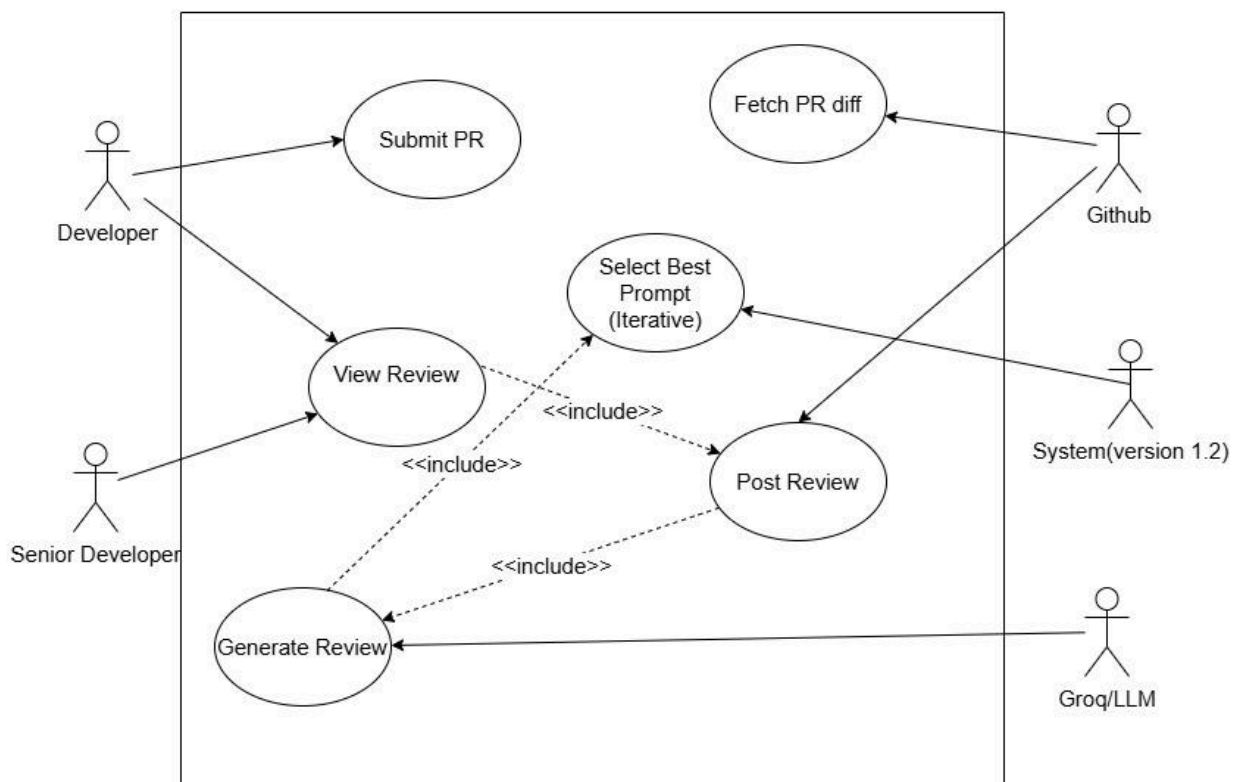 Submit PR
Fetch PR diff
Developer
Github
Select Best
Prompt
(Iterative)
View Review
<<include>>
System(version 1.2)
<<include>>
Post Review
Senior Developer
<<include>>
Generate Review
Groq/LLM